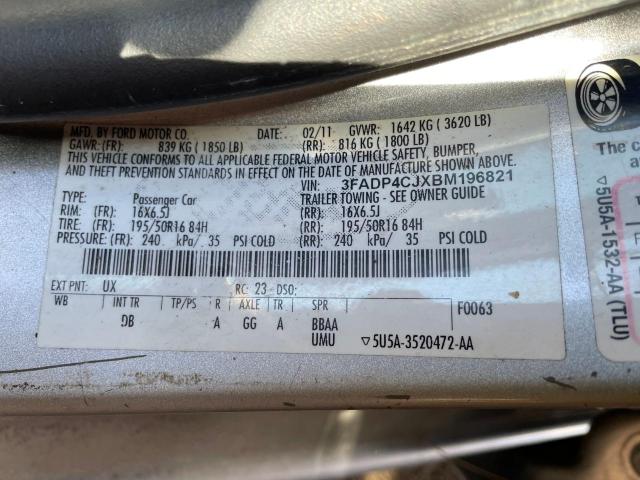 MFD. BY FORD MOTOR CO. DATE: 02/11 GVWR: 1642 KG ( 3620 LB)
GAWR: (FR): 839 KG ( 1850 LB) (RR): 816 KG ( 1800 LB)
THIS VEHICLE CONFORMS TO ALL APPLICABLE FEDERAL MOTOR VEHICLE SAFETY, BUMPER,
AND THEFT PREVENTION STANDARDS IN EFFECT ON THE DATE OF MANUFACTURE SHOWN ABOVE.
VIN: 3FADP4CJXBM196821
TYPE: Passenger Car TRAILER TOWING - SEE OWNER GUIDE
RIM: (FR): 16X6.5J (RR): 16X6.5J
TIRE: (FR): 195/50R16 84H (RR): 195/50R16 84H
PRESSURE: (FR): 240 kPa/ 35 PSI COLD (RR): 240 kPa/ 35 PSI COLD
EXT PNT: UX RC: 23 DSO:
WB INT TR TP/PS R AXLE TR SPR F0063
DB A GG A BBAA
UMU ▽5U5A-3520472-AA
The c
▽5U5A-1532-AA (TLU)